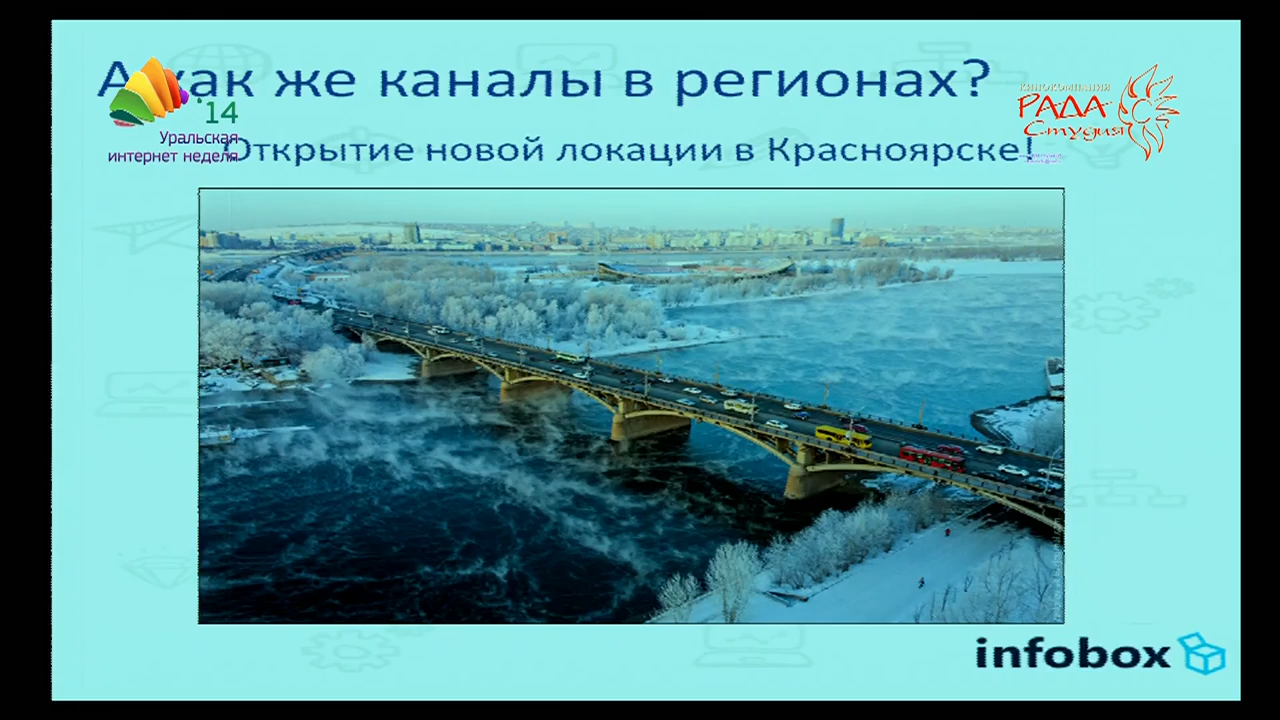 А как же каналы в регионах?
'14
Уральская
интернет неделя
КИНОКОМПАНИЯ
РАДА
Студия
Открытие новой локации в Красноярске!
infobox